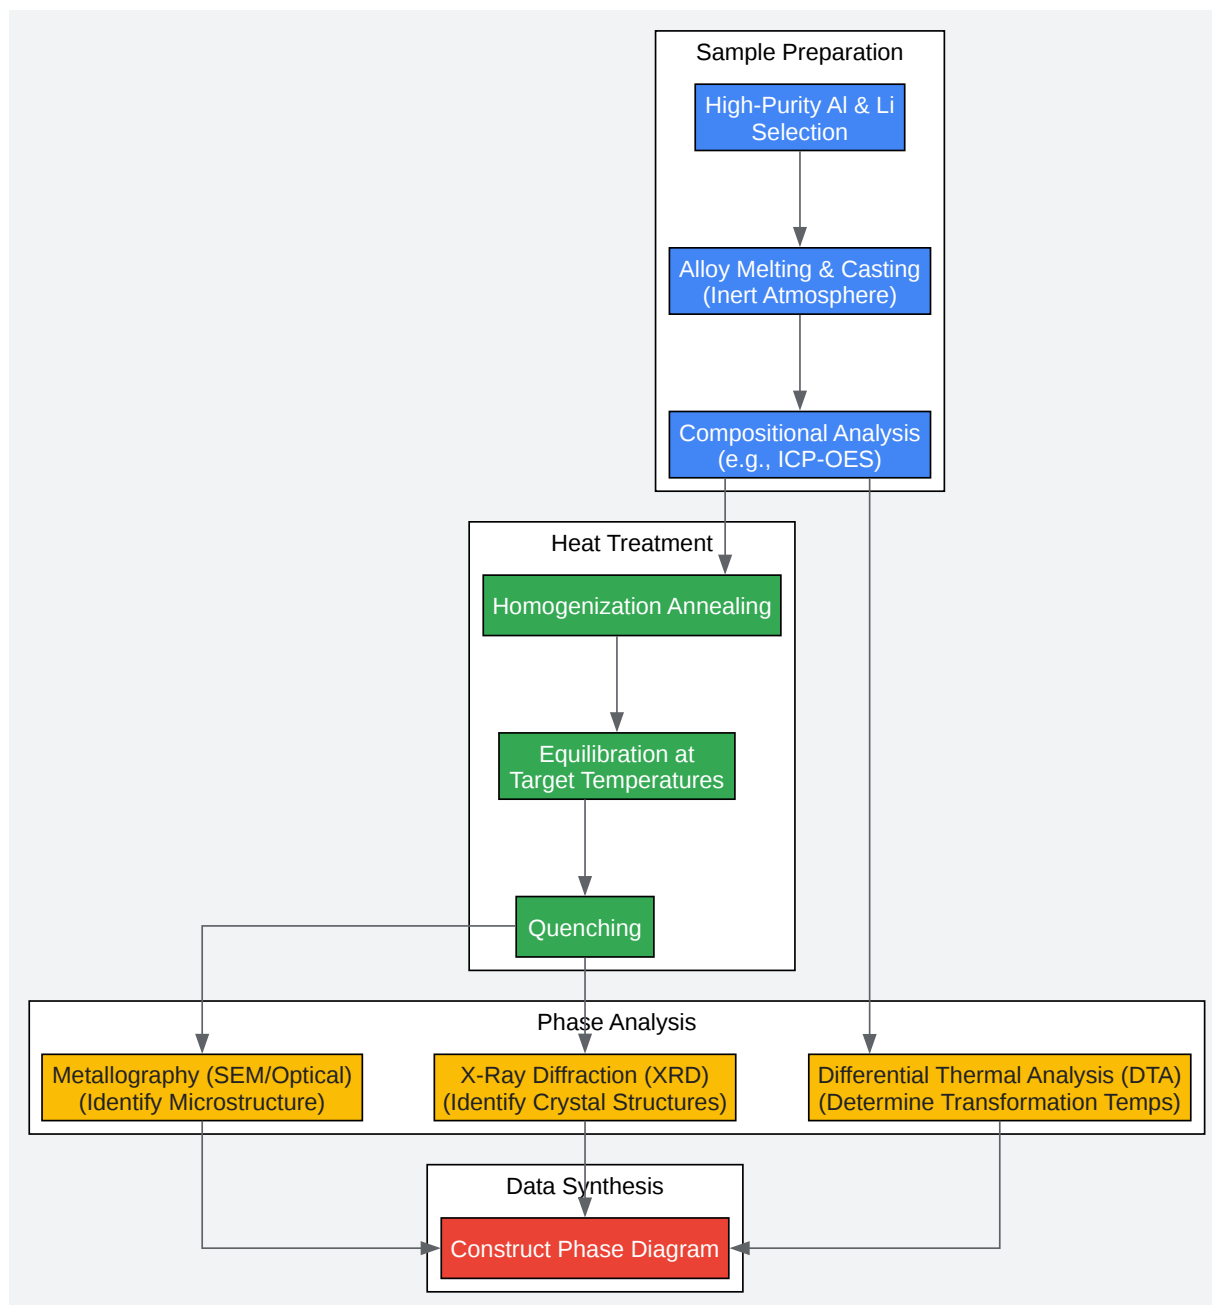 Sample Preparation
High-Purity Al & Li
Selection
Alloy Melting & Casting
(Inert Atmosphere)
Compositional Analysis
(e.g., ICP-OES)
Heat Treatment
Homogenization Annealing
Equilibration at
Target Temperatures
Quenching
Phase Analysis
Metallography (SEM/Optical)
(Identify Microstructure)
X-Ray Diffraction (XRD)
(Identify Crystal Structures)
Differential Thermal Analysis (DTA)
(Determine Transformation Temps)
Data Synthesis
Construct Phase Diagram